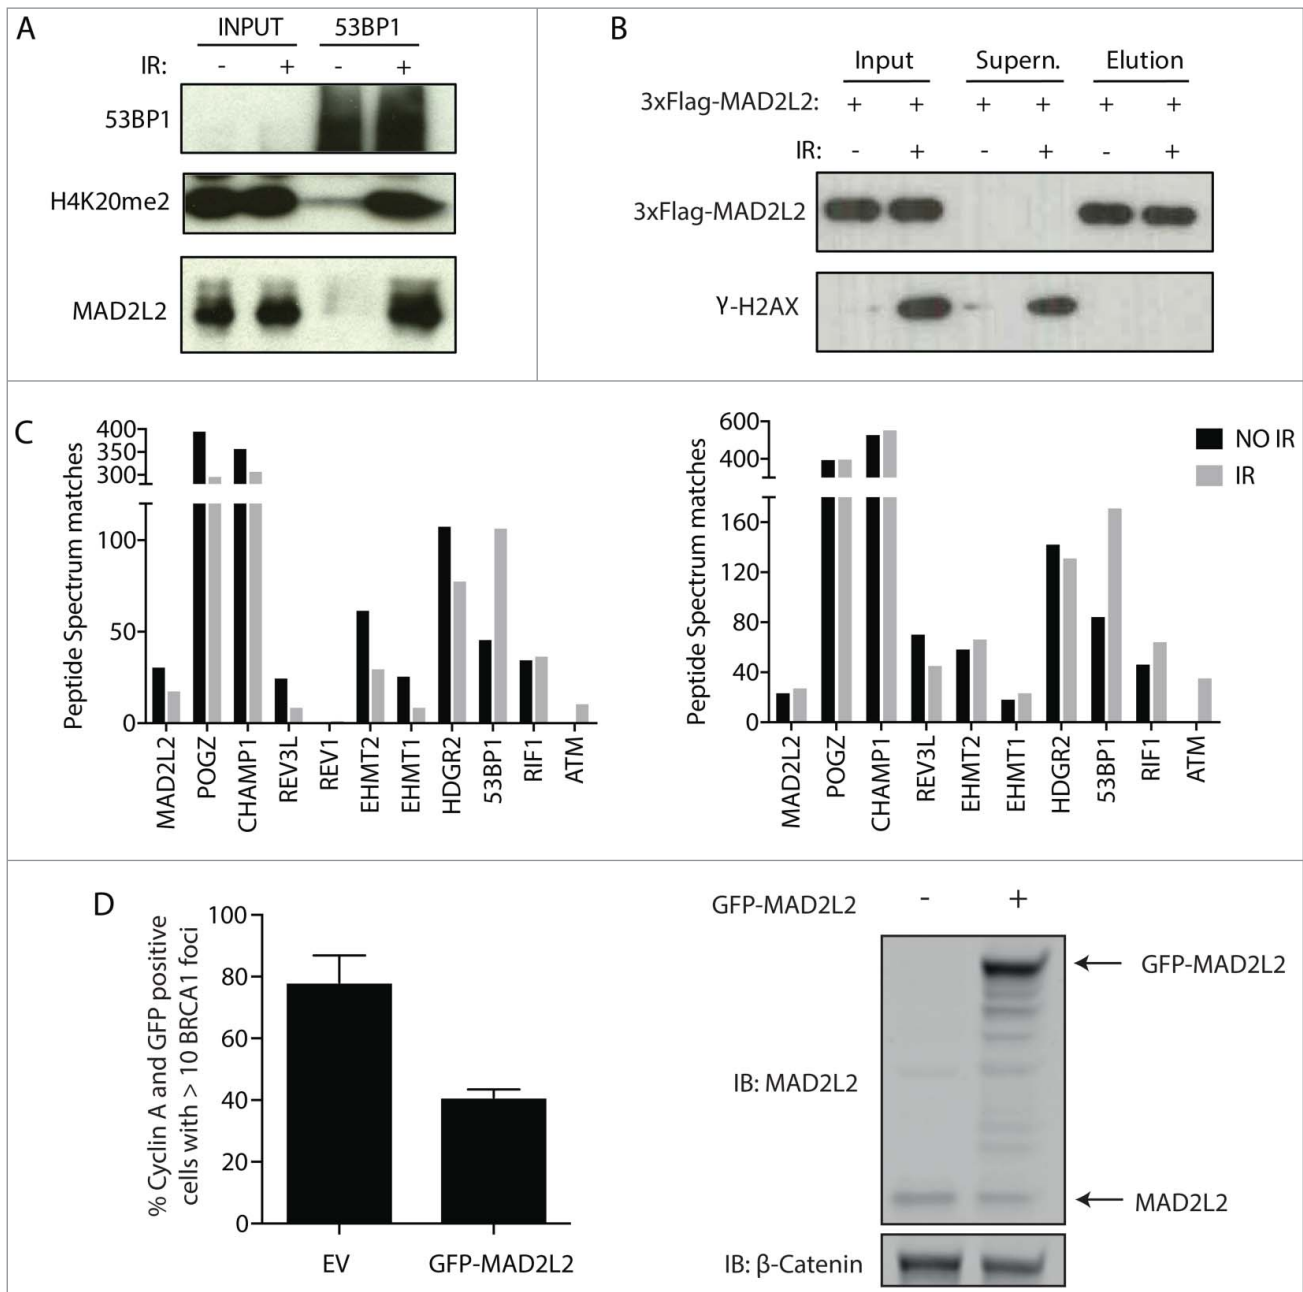 A
INPUT 53BP1
IR: - + - +
53BP1
H4K20me2
MAD2L2
B
Input Supern. Elution
3xFlag-MAD2L2: + + + + + +
IR: - + - + - +
3xFlag-MAD2L2
γ-H2AX
C
Peptide Spectrum matches
400
350
300
100
50
0
MAD2L2
POGZ
CHAMP1
REV3L
REV1
EHMT2
EHMT1
HDGR2
53BP1
RIF1
ATM
Peptide Spectrum matches
600
400
160
120
80
40
0
MAD2L2
POGZ
CHAMP1
REV3L
EHMT2
EHMT1
HDGR2
53BP1
RIF1
ATM
NO IR
IR
D
% Cyclin A and GFP positive
cells with > 10 BRCA1 foci
100
80
60
40
20
0
EV GFP-MAD2L2
GFP-MAD2L2 - +
GFP-MAD2L2
IB: MAD2L2
MAD2L2
IB: β-Catenin